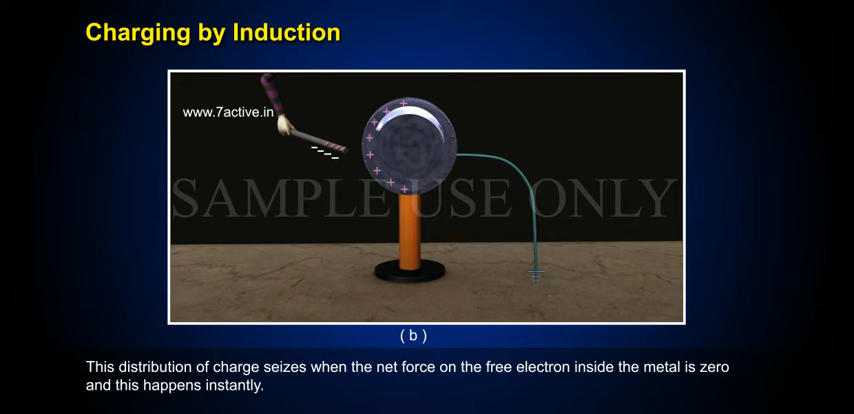 Charging by Induction
www.7active.in
SAMPLE USE ONLY
( b )
This distribution of charge seizes when the net force on the free electron inside the metal is zero
and this happens instantly.